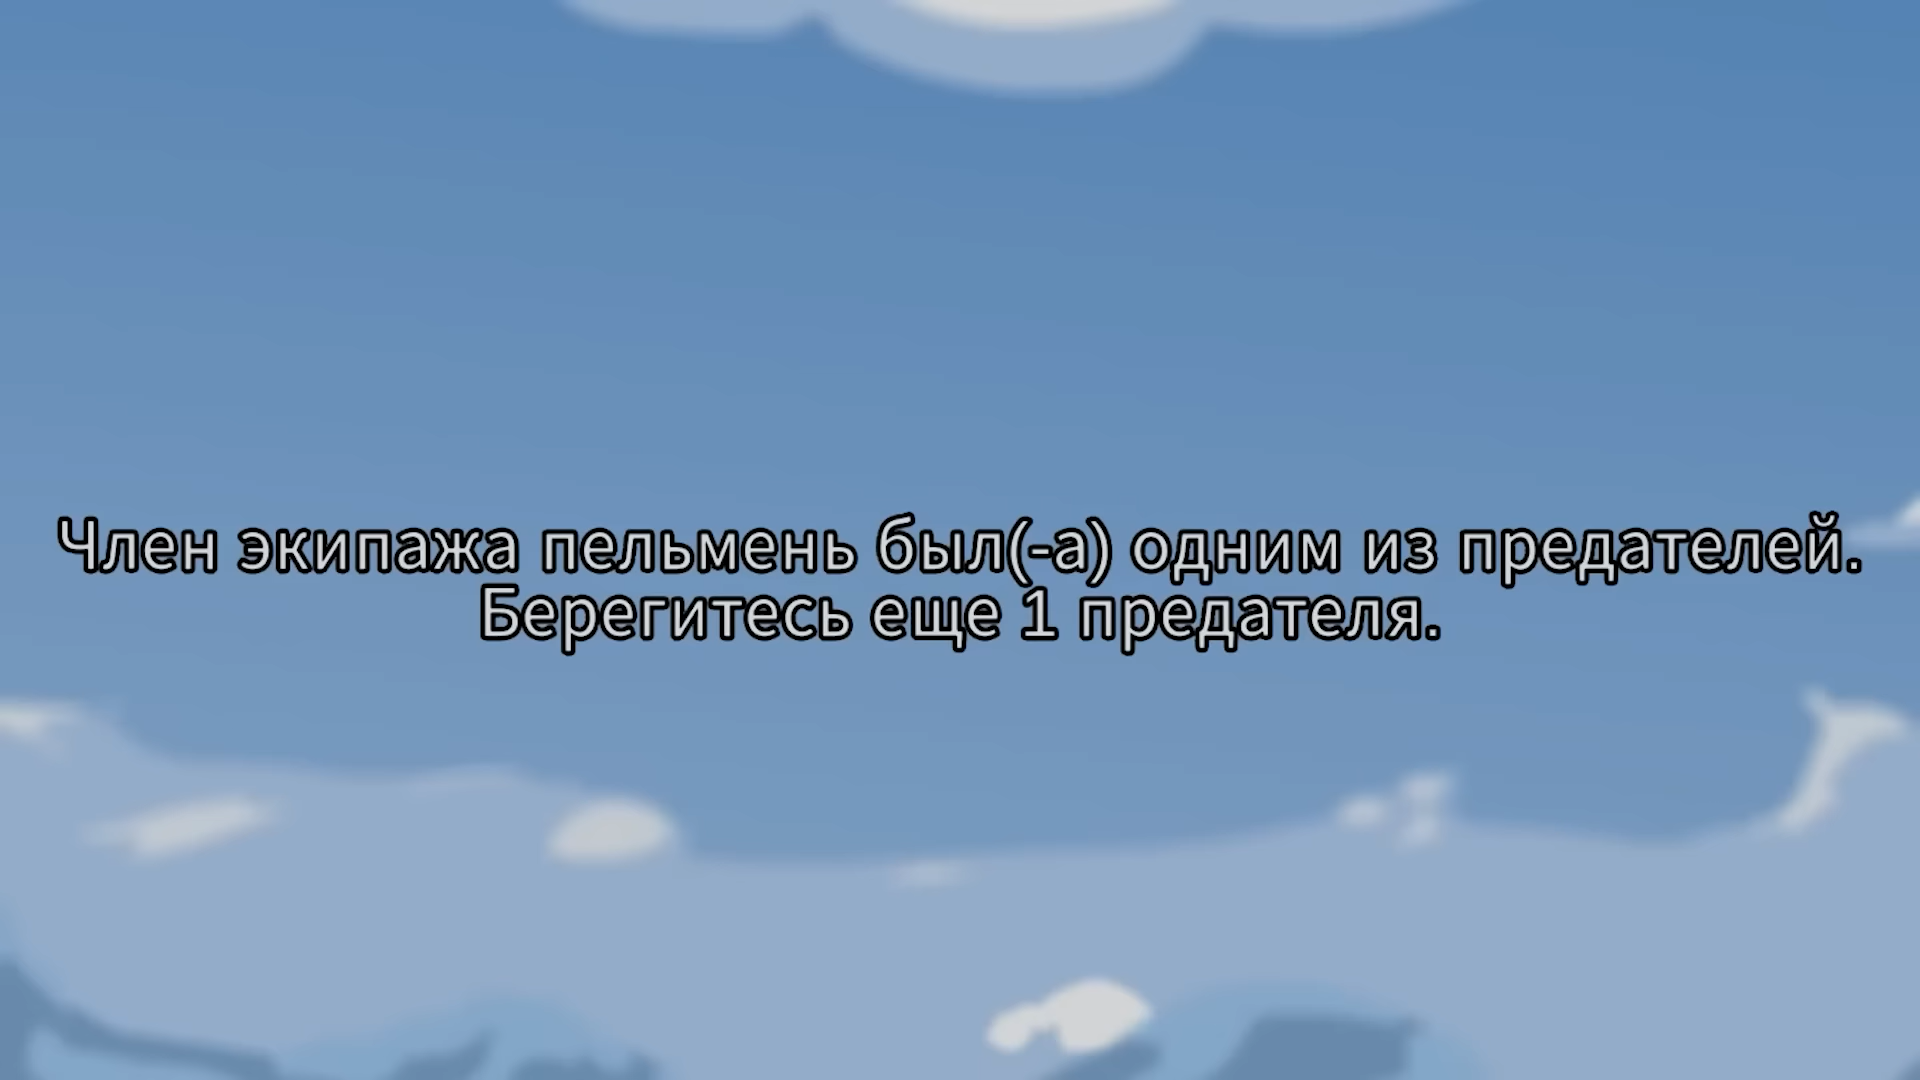 Член экипажа пельмень был(-а) одним из предателей.
Берегитесь еще 1 предателя.